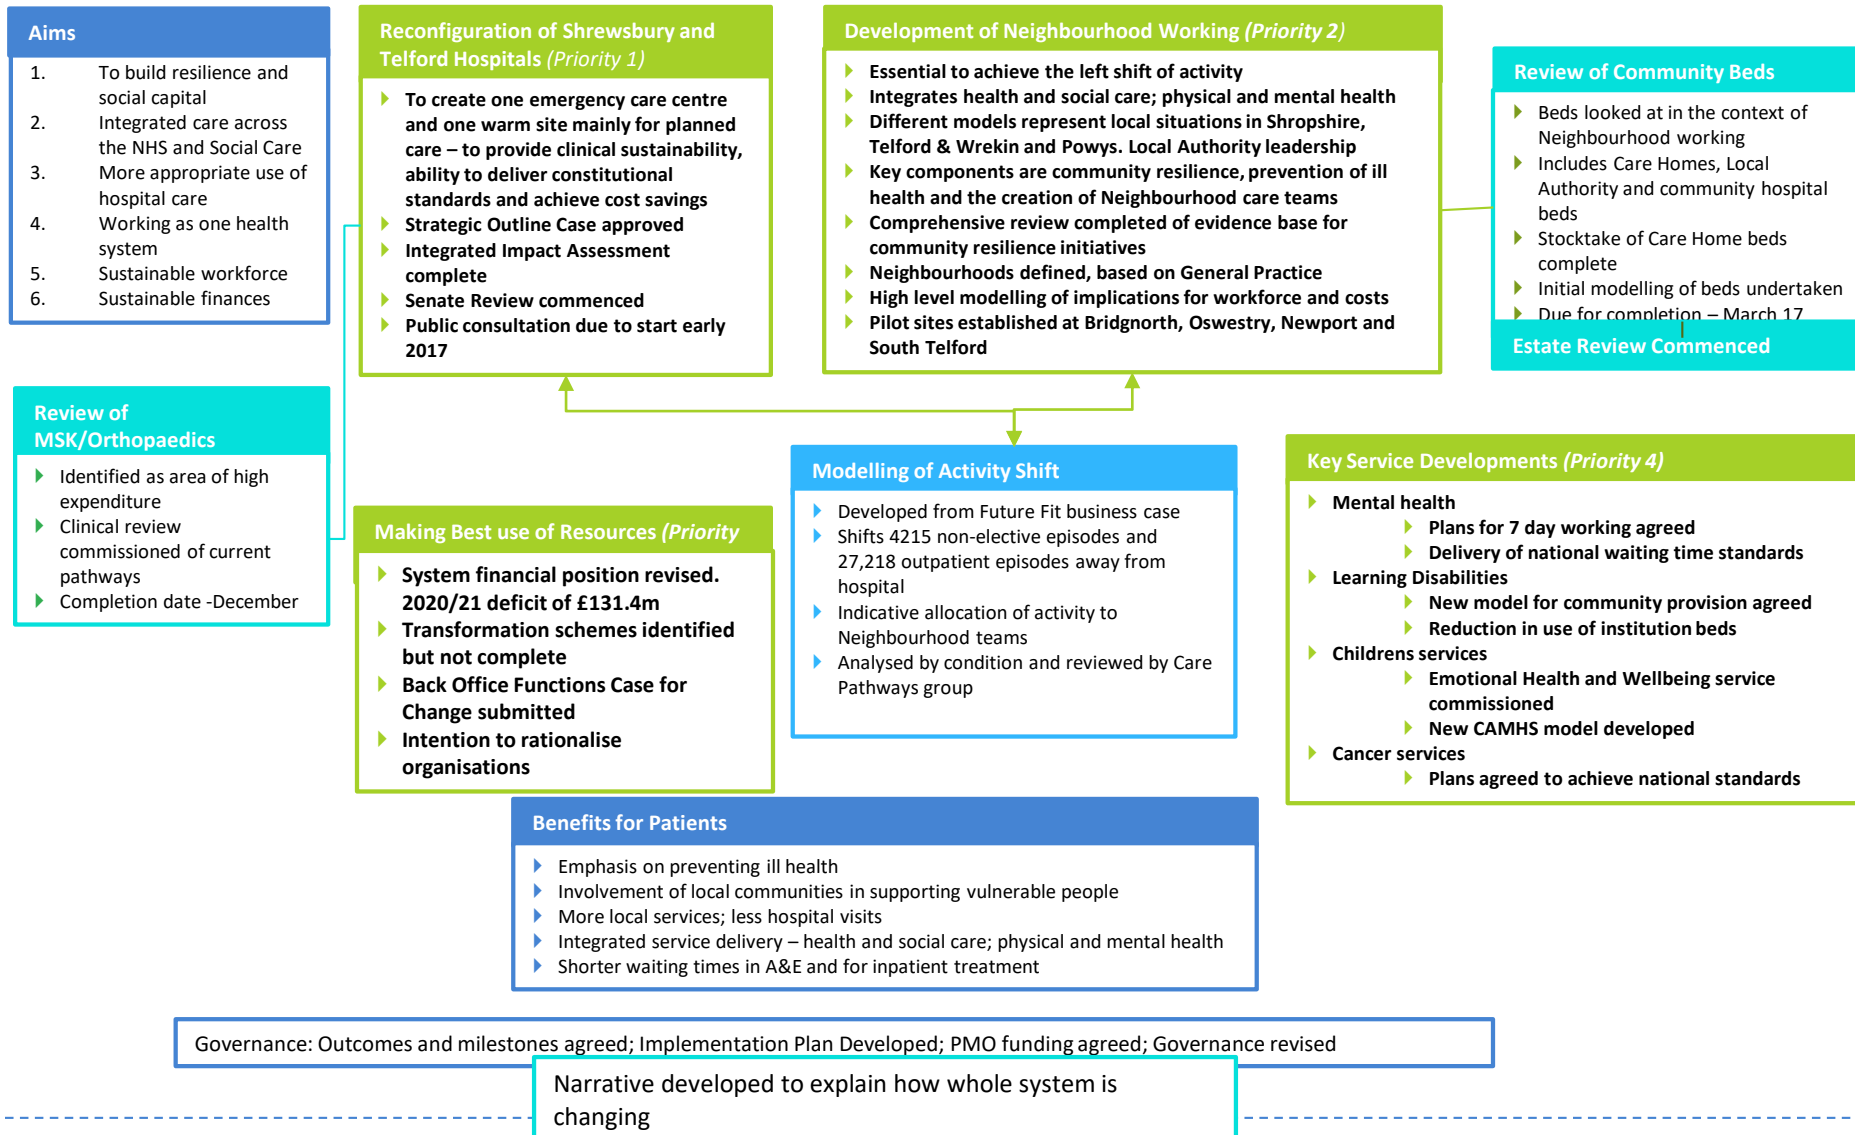 Aims
1. To build resilience and
social capital
2. Integrated care across
the NHS and Social Care
3. More appropriate use of
hospital care
4. Working as one health
system
5. Sustainable workforce
6. Sustainable finances
Reconfiguration of Shrewsbury and
Telford Hospitals (Priority 1)
To create one emergency care centre
and one warm site mainly for planned
care – to provide clinical sustainability,
ability to deliver constitutional
standards and achieve cost savings
Strategic Outline Case approved
Integrated Impact Assessment
complete
Senate Review commenced
Public consultation due to start early
2017
Development of Neighbourhood Working (Priority 2)
Essential to achieve the left shift of activity
Integrates health and social care; physical and mental health
Different models represent local situations in Shropshire,
Telford & Wrekin and Powys. Local Authority leadership
Key components are community resilience, prevention of ill
health and the creation of Neighbourhood care teams
Comprehensive review completed of evidence base for
community resilience initiatives
Neighbourhoods defined, based on General Practice
High level modelling of implications for workforce and costs
Pilot sites established at Bridgnorth, Oswestry, Newport and
South Telford
Review of Community Beds
Beds looked at in the context of
Neighbourhood working
Includes Care Homes, Local
Authority and community hospital
beds
Stocktake of Care Home beds
complete
Initial modelling of beds undertaken
Due for completion – March 17
Estate Review Commenced
Review of
MSK/Orthopaedics
Identified as area of high
expenditure
Clinical review
commissioned of current
pathways
Completion date -December
Making Best use of Resources (Priority
System financial position revised.
2020/21 deficit of £131.4m
Transformation schemes identified
but not complete
Back Office Functions Case for
Change submitted
Intention to rationalise
organisations
Modelling of Activity Shift
Developed from Future Fit business case
Shifts 4215 non-elective episodes and
27,218 outpatient episodes away from
hospital
Indicative allocation of activity to
Neighbourhood teams
Analysed by condition and reviewed by Care
Pathways group
Key Service Developments (Priority 4)
Mental health
Plans for 7 day working agreed
Delivery of national waiting time standards
Learning Disabilities
New model for community provision agreed
Reduction in use of institution beds
Childrens services
Emotional Health and Wellbeing service
commissioned
New CAMHS model developed
Cancer services
Plans agreed to achieve national standards
Benefits for Patients
Emphasis on preventing ill health
Involvement of local communities in supporting vulnerable people
More local services; less hospital visits
Integrated service delivery – health and social care; physical and mental health
Shorter waiting times in A&E and for inpatient treatment
Governance: Outcomes and milestones agreed; Implementation Plan Developed; PMO funding agreed; Governance revised
Narrative developed to explain how whole system is
changing